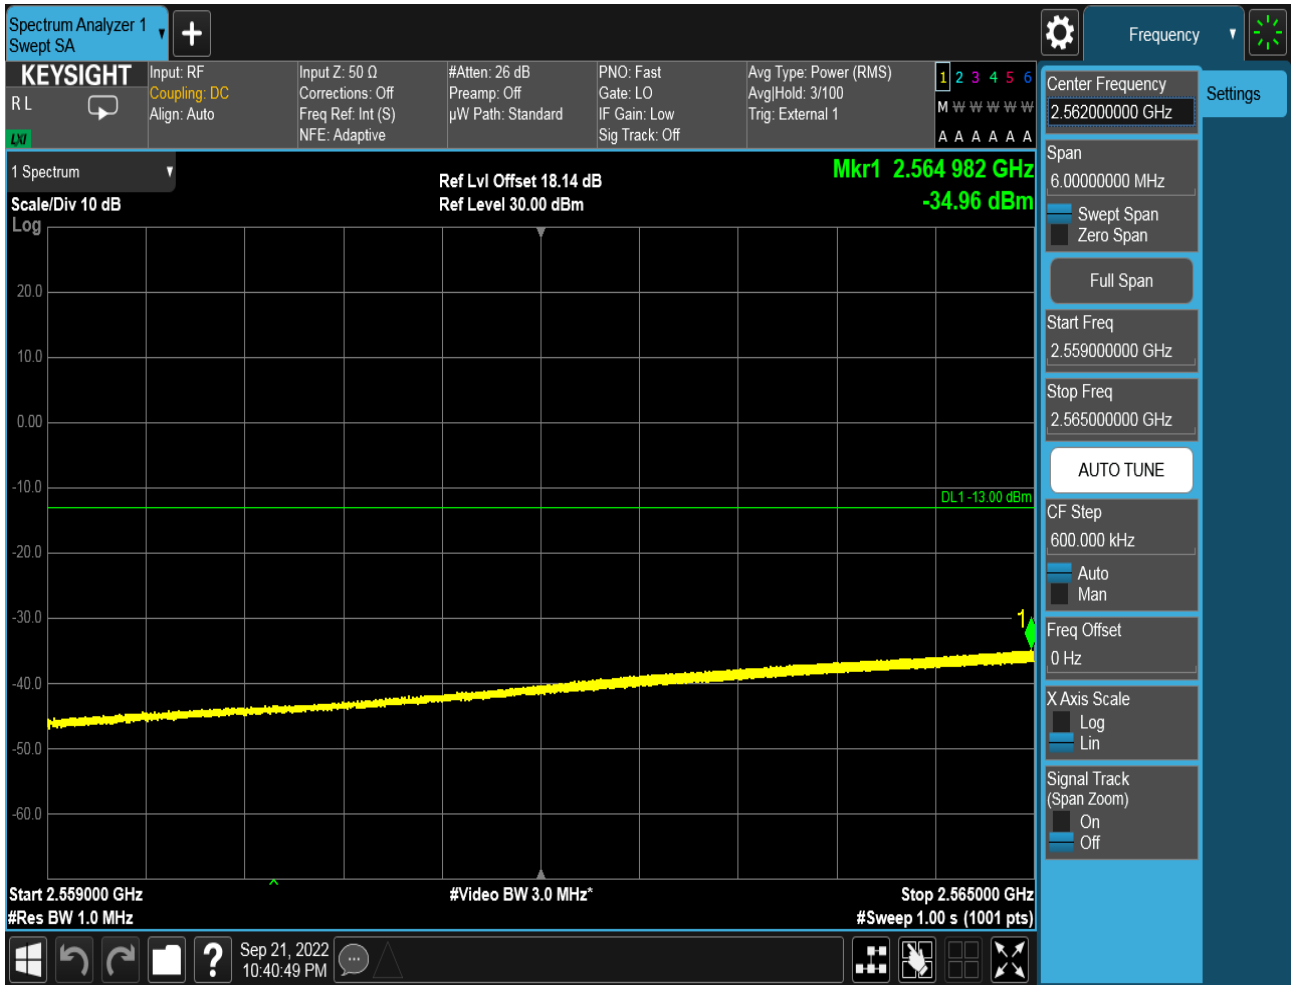 Spectrum Analyzer 1
Swept SA
Frequency
KEYSIGHT
R L
LXI
Input: RF
Coupling: DC
Align: Auto
Input Z: 50 Ω
Corrections: Off
Freq Ref: Int (S)
NFE: Adaptive
#Atten: 26 dB
Preamp: Off
µW Path: Standard
PNO: Fast
Gate: LO
IF Gain: Low
Sig Track: Off
Avg Type: Power (RMS)
Avg|Hold: 3/100
Trig: External 1
1 2 3 4 5 6
M W W W W W
A A A A A A
1 Spectrum
Scale/Div 10 dB
Log
Ref Lvl Offset 18.14 dB
Ref Level 30.00 dBm
Mkr1 2.564 982 GHz
-34.96 dBm
20.0
10.0
0.00
-10.0
-20.0
-30.0
-40.0
-50.0
-60.0
DL1 -13.00 dBm
1
Start 2.559000 GHz
#Res BW 1.0 MHz
#Video BW 3.0 MHz*
Stop 2.565000 GHz
#Sweep 1.00 s (1001 pts)
Center Frequency
2.562000000 GHz
Settings
Span
6.00000000 MHz
Swept Span
Zero Span
Full Span
Start Freq
2.559000000 GHz
Stop Freq
2.565000000 GHz
AUTO TUNE
CF Step
600.000 kHz
Auto
Man
Freq Offset
0 Hz
X Axis Scale
Log
Lin
Signal Track
(Span Zoom)
On
Off
?
Sep 21, 2022
10:40:49 PM